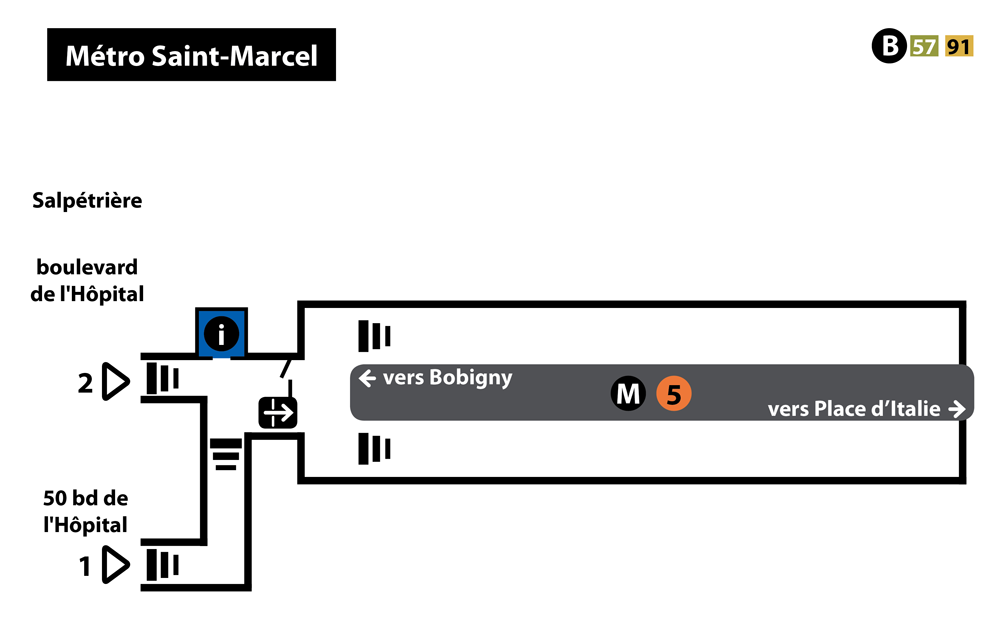 Métro Saint-Marcel
B 57 91
Salpétrière
boulevard
de l'Hôpital
i
2
vers Bobigny
M 5
vers Place d’Italie
50 bd de
l'Hôpital
1